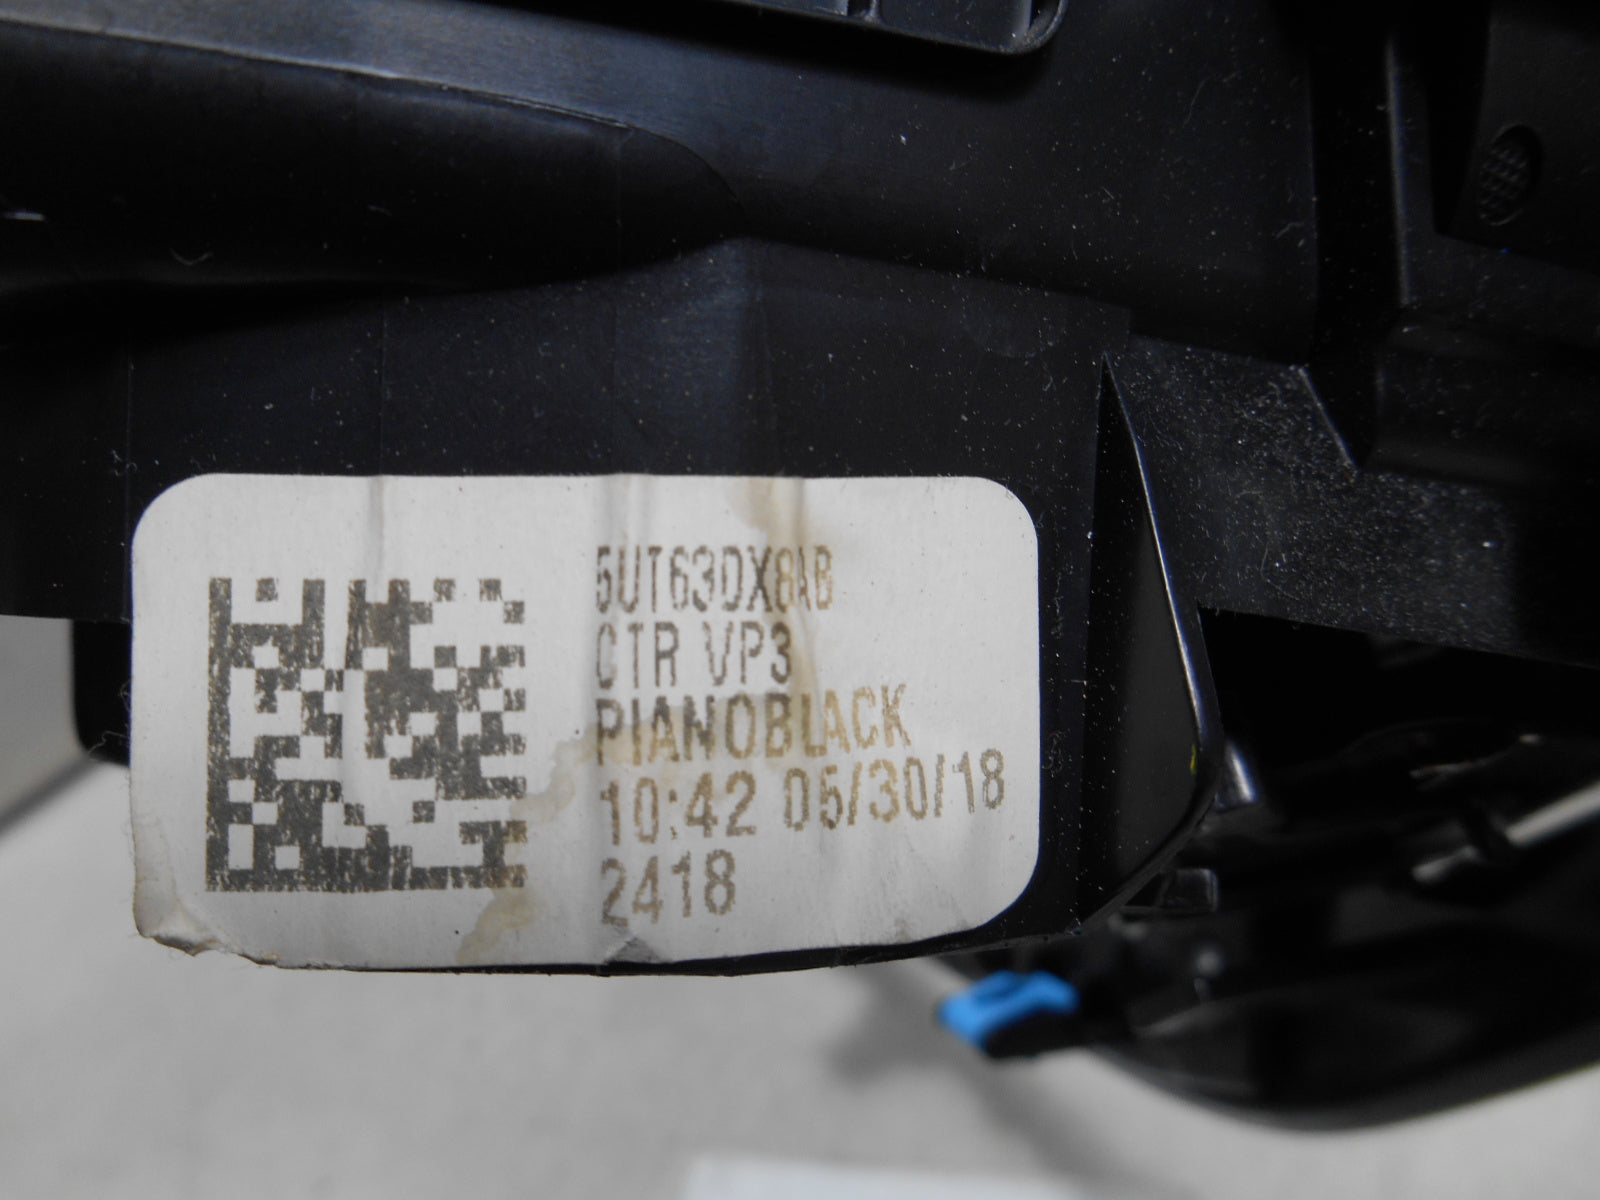 5UT63DX8AB
CTR VP3
PIANOBLACK
10:42 05/30/18
2418